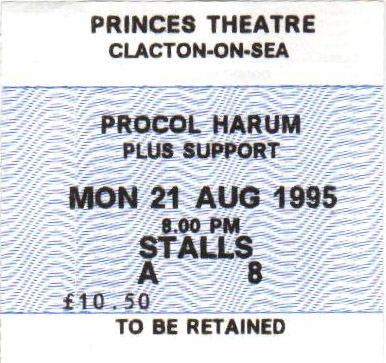 PRINCES THEATRE
CLACTON-ON-SEA
PROCOL HARUM
PLUS SUPPORT
MON 21 AUG 1995
8.00 PM
STALLS
A 8
£10.50
TO BE RETAINED